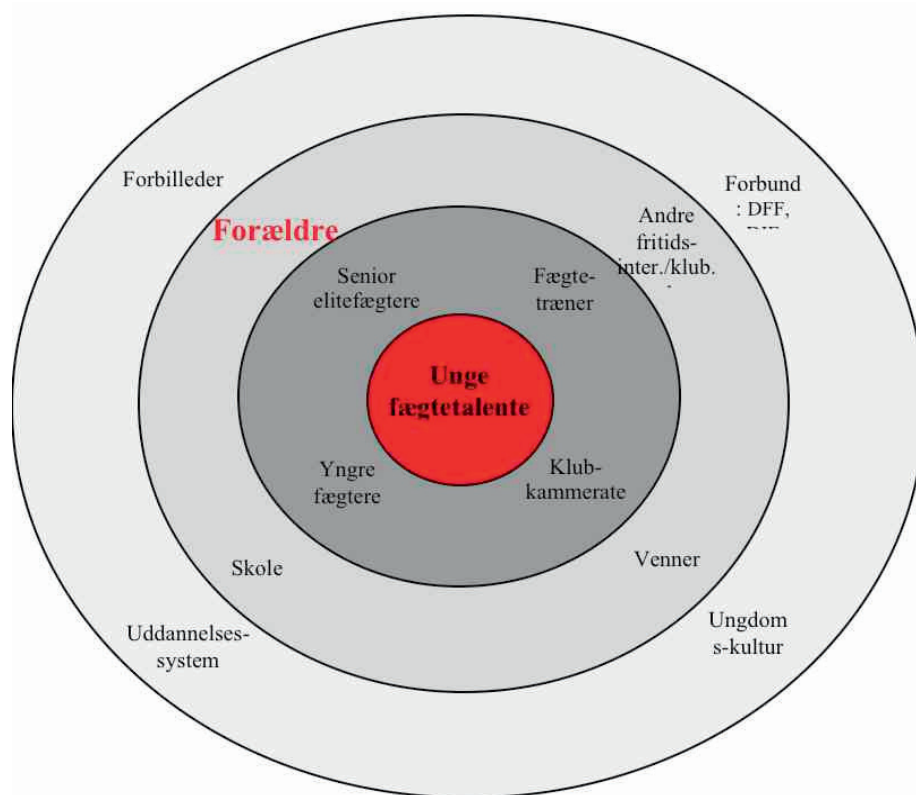 Forbilleder
Forbund
: DFF,
Forældre
Andre
fritids-
inter./klub.
Senior
elitefægtere
Fægte-
træner
Unge
fægtetalente
Yngre
fægtere
Klub-
kammerate
Skole
Venner
Uddannelses-
system
Ungdom
s-kultur